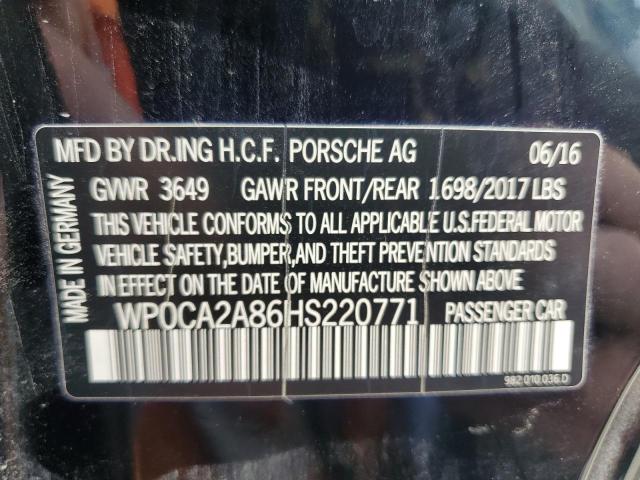 MFD BY DR.ING H.C.F. PORSCHE AG 06/16
GVWR 3649 GAWR FRONT/REAR 1698/2017 LBS
THIS VEHICLE CONFORMS TO ALL APPLICABLE U.S.FEDERAL MOTOR
VEHICLE SAFETY,BUMPER,AND THEFT PREVENTION STANDARDS
IN EFFECT ON THE DATE OF MANUFACTURE SHOWN ABOVE.
WP0CA2A86HS220771 PASSENGER CAR
982 010 036 D
MADE IN GERMANY